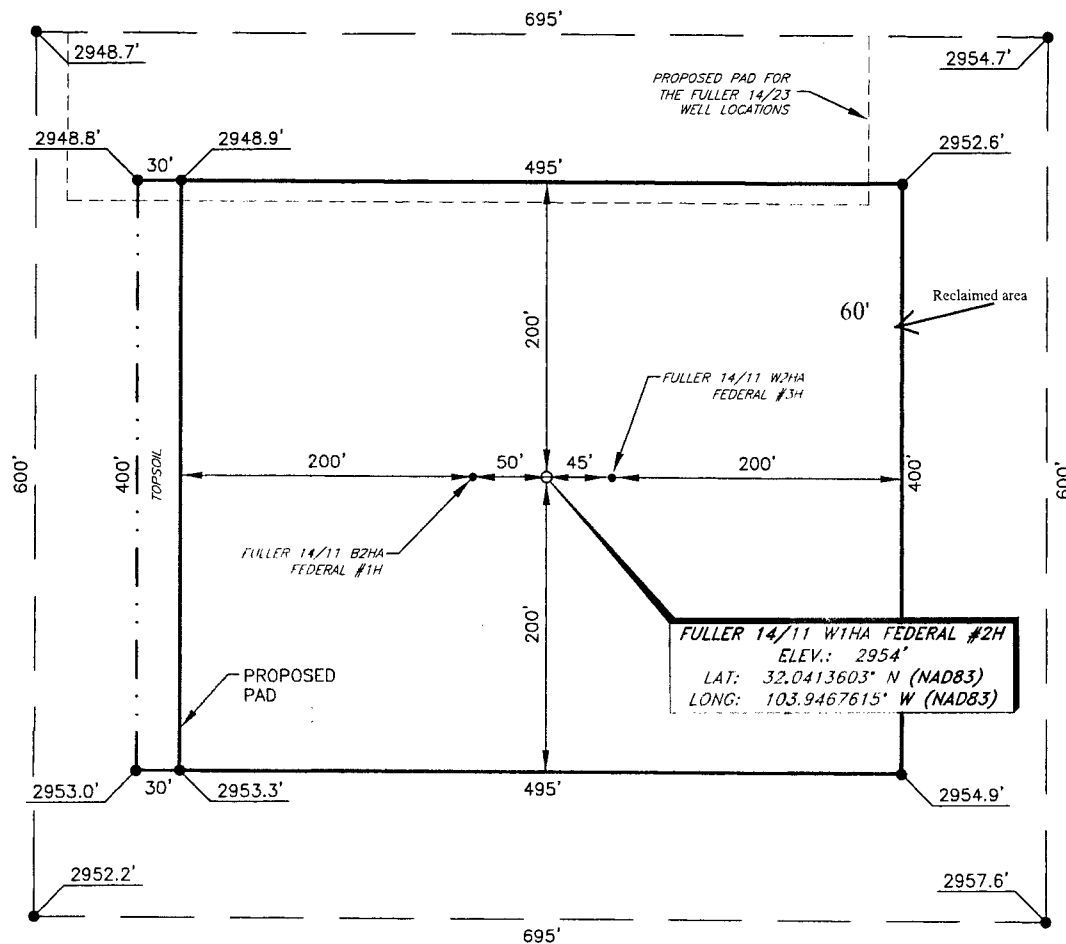 695'
2948.7'
2954.7'
PROPOSED PAD FOR
THE FULLER 14/23
WELL LOCATIONS
2948.8'
2948.9'
2952.6'
30'
495'
60'
Reclaimed area
200'
FULLER 14/11 W2HA
FEDERAL #3H
600'
400'
TOPSOIL
200'
50'
45'
200'
400'
600'
FULLER 14/11 B2HA
FEDERAL #1H
200'
FULLER 14/11 W1HA FEDERAL #2H
ELEV.: 2954'
LAT: 32.0413603° N (NAD83)
LONG: 103.9467615° W (NAD83)
PROPOSED
PAD
2953.0'
30'
2953.3'
495'
2954.9'
2952.2'
2957.6'
695'